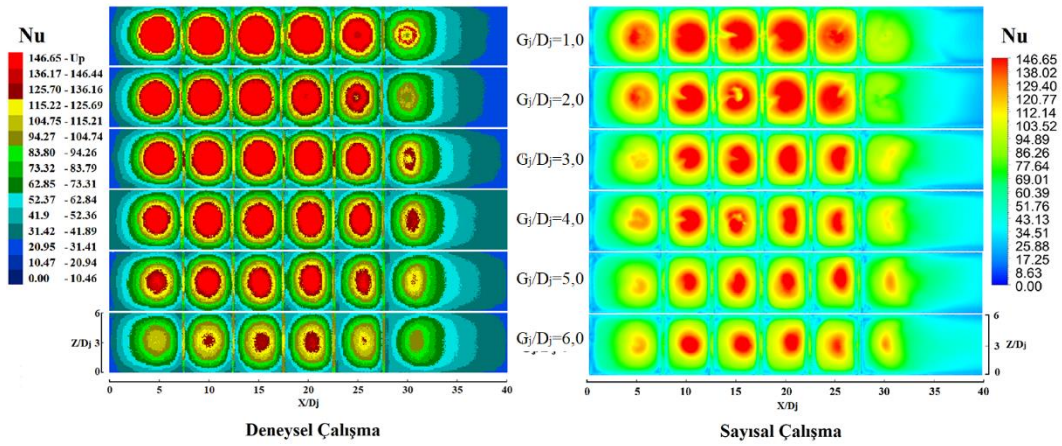 Nu
146.65 - Up
136.17 - 146.44
125.70 - 136.16
115.22 - 125.69
104.75 - 115.21
94.27 - 104.74
83.80 - 94.26
73.32 - 83.79
62.85 - 73.31
52.37 - 62.84
41.9 - 52.36
31.42 - 41.89
20.95 - 31.41
10.47 - 20.94
0.00 - 10.46
6
Z/Dj 3
0
0 5 10 15 20 25 30 35 40
X/Dj
Deneysel Çalışma
Gj/Dj=1,0
Gj/Dj=2,0
Gj/Dj=3,0
Gj/Dj=4,0
Gj/Dj=5,0
Gj/Dj=6,0
Nu
146.65
138.02
129.40
120.77
112.14
103.52
94.89
86.26
77.64
69.01
60.39
51.76
43.13
34.51
25.88
17.25
8.63
0.00
6
3 Z/Dj
0
0 5 10 15 20 25 30 35 40
X/Dj
Sayısal Çalışma